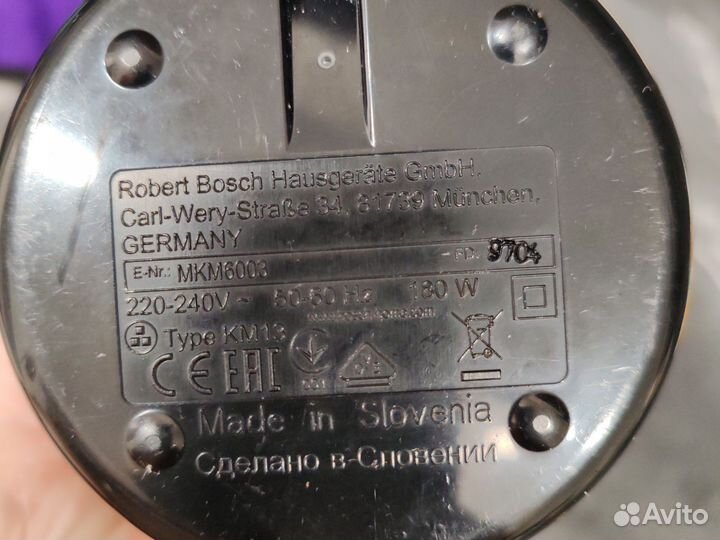 Robert Bosch Hausgeräte GmbH,
Carl-Wery-Straße 34, 81739 München,
GERMANY
E-Nr.: MKM6003 FD: 9704
220-240V ~ 50-60 Hz 180 W
Type KM13
CE EAC 001
Made in Slovenia
Сделано в Словении
Avito